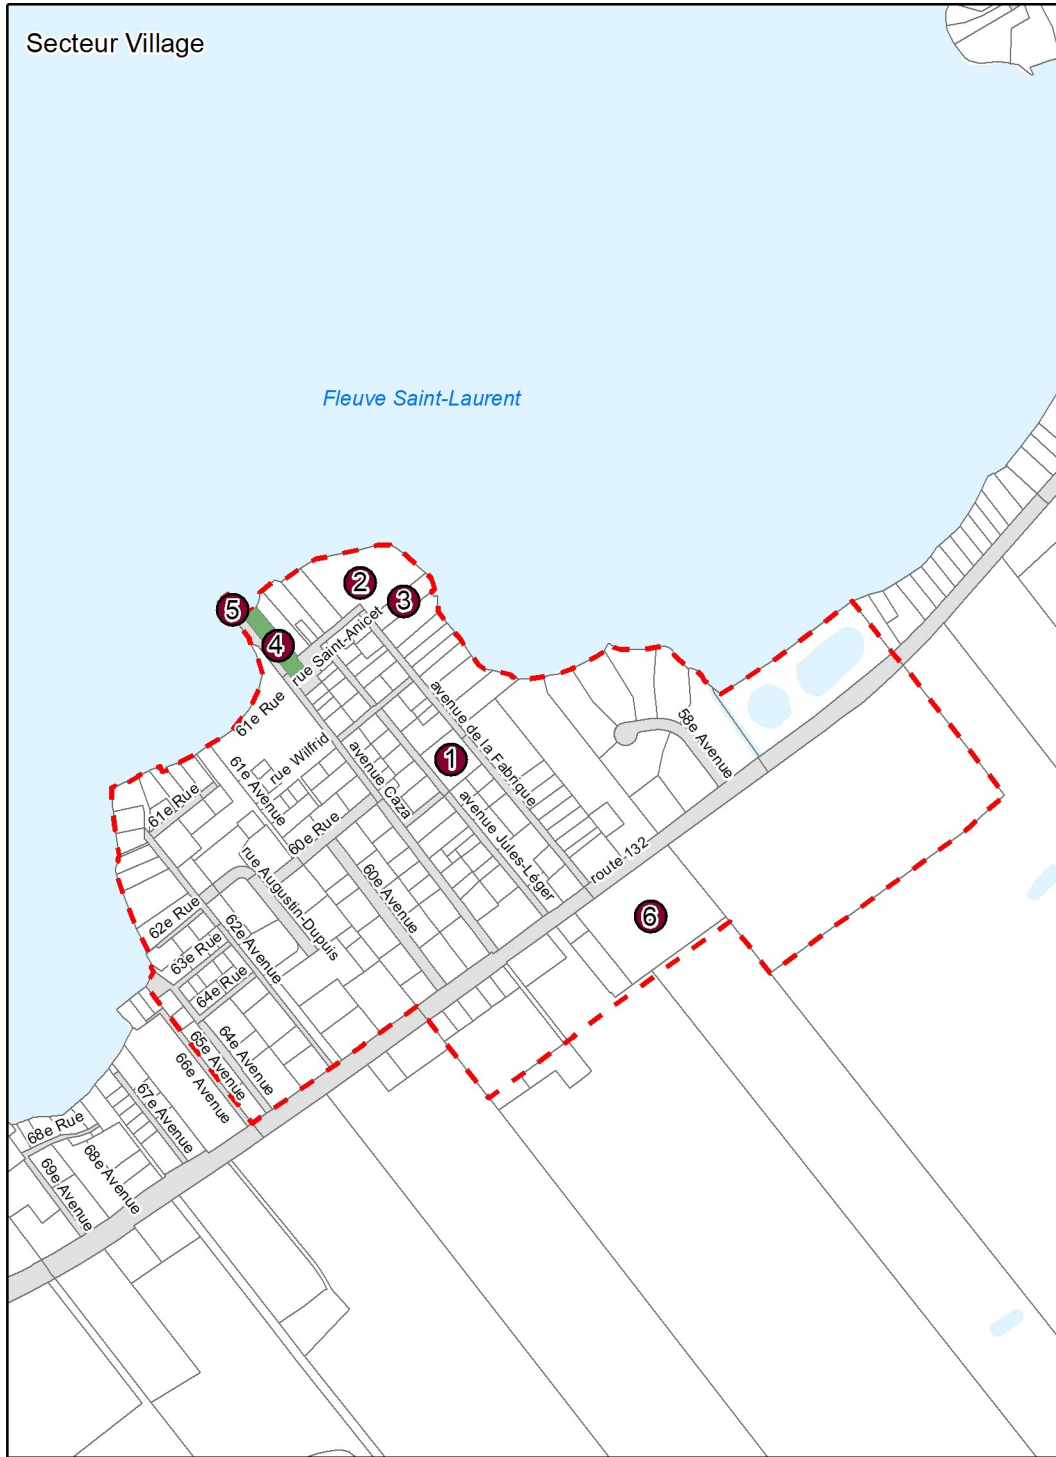 Secteur Village
Fleuve Saint-Laurent
2
3
5
4
rue Saint-Anicet
61e Rue
avenue de la Fabrique
58e Avenue
rue Wilfrid
1
61e Avenue
avenue Caza
61e Rue
60e Rue
avenue Jules-Léger
route-132
rue Augustin-Dupuis
60e Avenue
6
62e Rue
62e Avenue
63e Rue
64e Rue
64e Avenue
65e Avenue
66e Avenue
67e Avenue
68e Rue
68e Avenue
69e Avenue